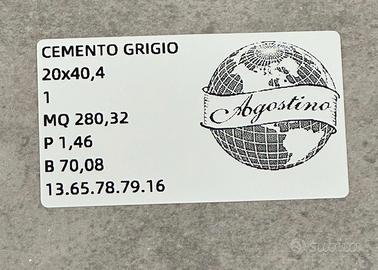 CEMENTO GRIGIO
20x40,4
1
MQ 280,32
P 1,46
B 70,08
13.65.78.79.16
Agostino